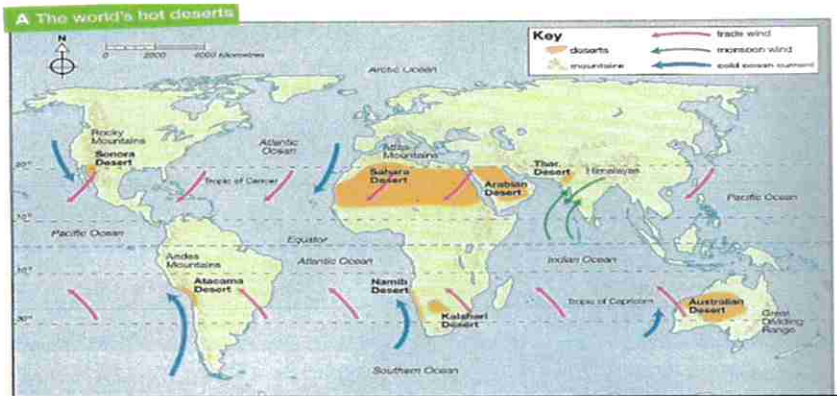 A The world's hot deserts
N
0 2000 4000 Kilometres
Key
deserts
mountains
trade wind
monsoon wind
cold ocean current
Arctic Ocean
Rocky
Mountains
Sonora
Desert
Atlantic
Ocean
Atlas
Mountains
Sahara
Desert
Arabian
Desert
Thar
Desert
Himalayas
Tropic of Cancer
Pacific Ocean
Pacific Ocean
Equator
Andes
Mountains
Atacama
Desert
Atlantic Ocean
Namib
Desert
Kalahari
Desert
Indian Ocean
Tropic of Capricorn
Australian
Desert
Great
Dividing
Range
Southern Ocean